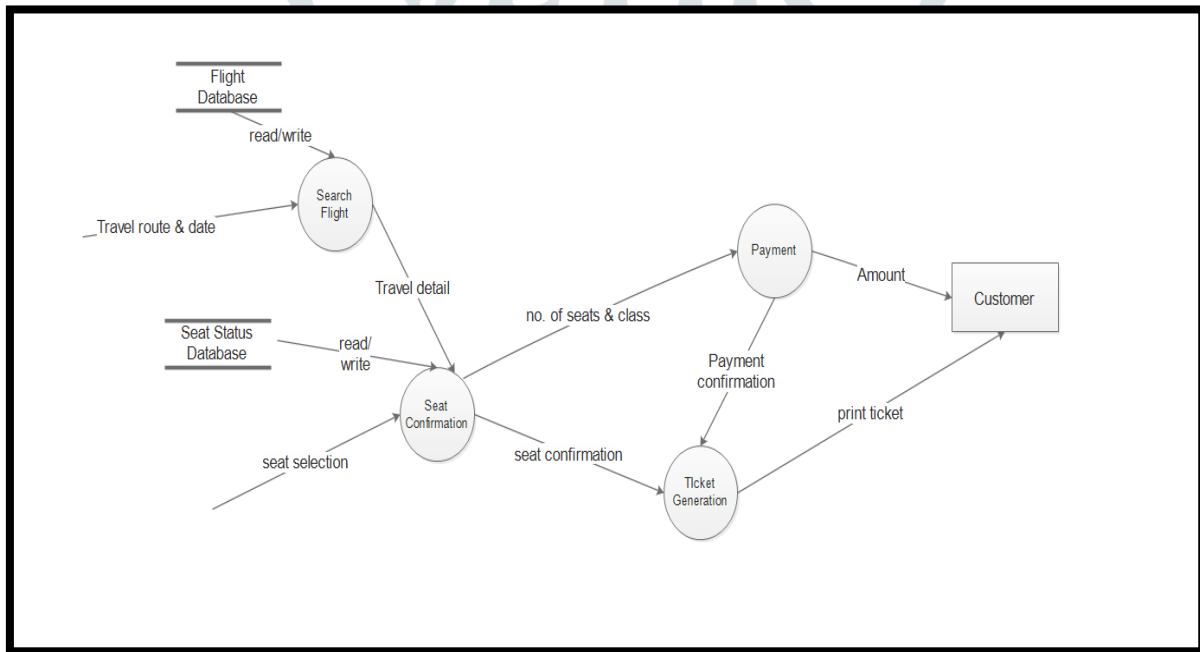 Flight
Database
read/write
Search
Flight
Travel route & date
Travel detail
Payment
Amount
Customer
no. of seats & class
Seat Status
Database
read/
write
Payment
confirmation
Seat
Confirmation
print ticket
seat confirmation
seat selection
TIcket
Generation